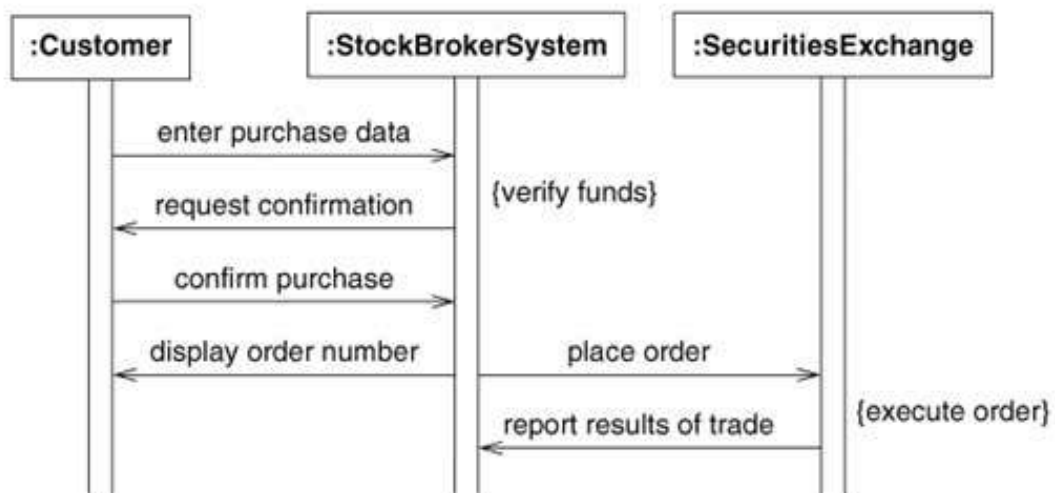 :Customer
:StockBrokerSystem
:SecuritiesExchange
enter purchase data
{verify funds}
request confirmation
confirm purchase
display order number
place order
{execute order}
report results of trade